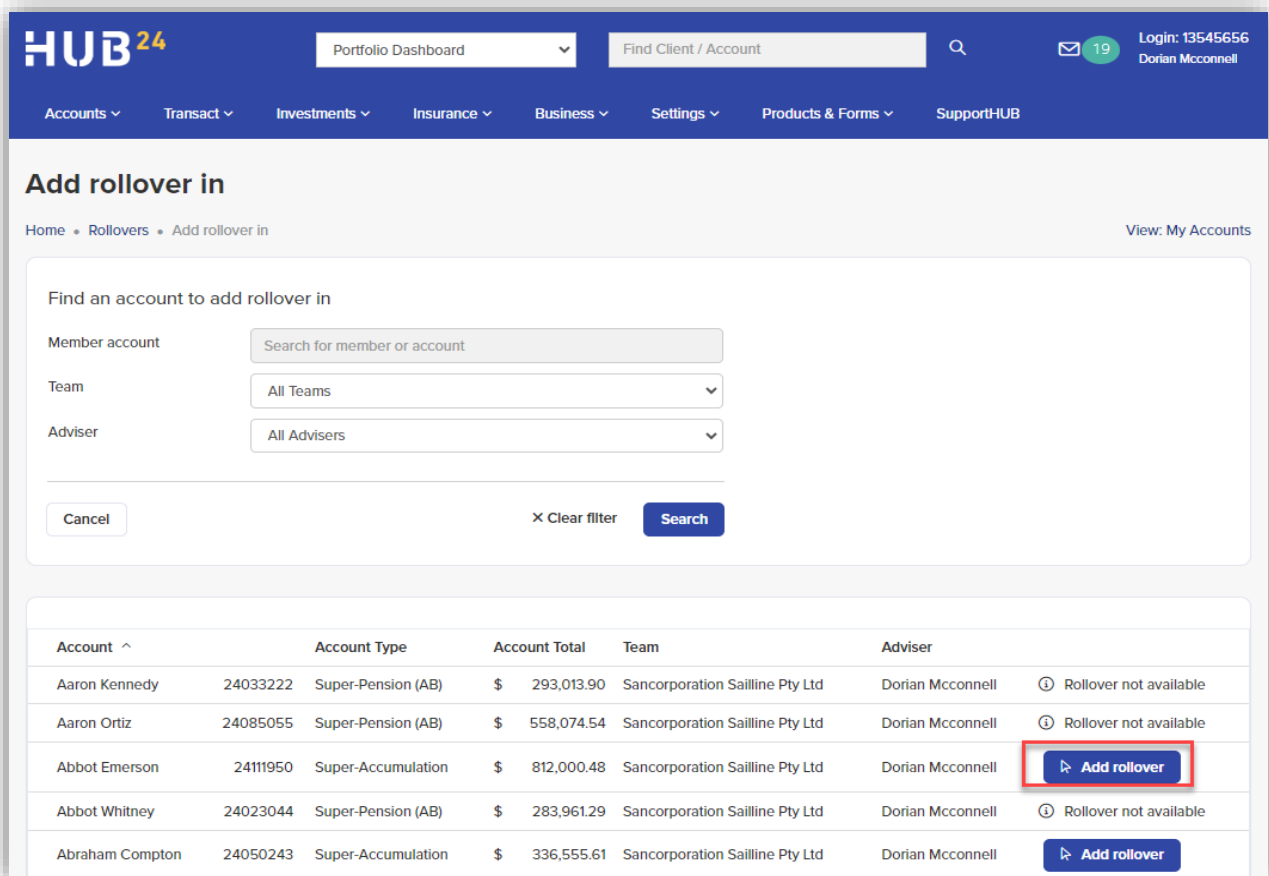 HUB24
Portfolio Dashboard
Find Client / Account
19
Login: 13545656
Dorian Mcconnell
Accounts Transact Investments Insurance Business Settings Products & Forms SupportHUB
Add rollover in
Home • Rollovers • Add rollover in
View: My Accounts
Find an account to add rollover in
Member account Search for member or account
Team All Teams
Adviser All Advisers
Cancel × Clear filter Search
Account Account Type Account Total Team Adviser
Aaron Kennedy 24033222 Super-Pension (AB) $ 293,013.90 Sancorporation Sailline Pty Ltd Dorian Mcconnell Rollover not available
Aaron Ortiz 24085055 Super-Pension (AB) $ 558,074.54 Sancorporation Sailline Pty Ltd Dorian Mcconnell Rollover not available
Abbot Emerson 24111950 Super-Accumulation $ 812,000.48 Sancorporation Sailline Pty Ltd Dorian Mcconnell Add rollover
Abbot Whitney 24023044 Super-Pension (AB) $ 283,961.29 Sancorporation Sailline Pty Ltd Dorian Mcconnell Rollover not available
Abraham Compton 24050243 Super-Accumulation $ 336,555.61 Sancorporation Sailline Pty Ltd Dorian Mcconnell Add rollover